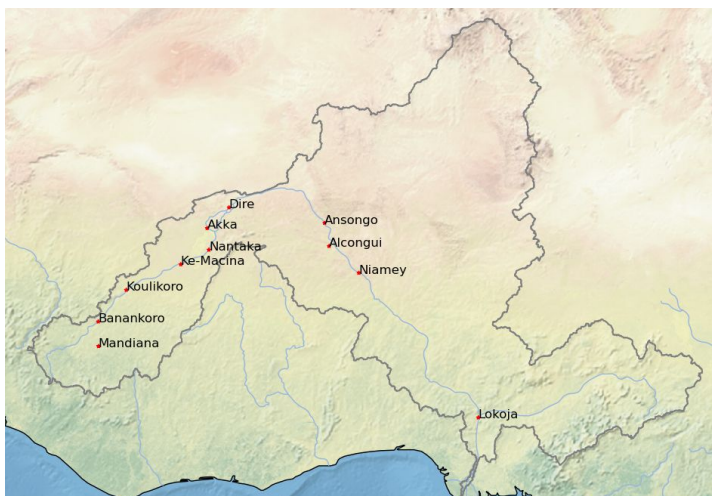 Dire
Ansongo
Akka
Alcongui
Nantaka
Ke-Macina
Niamey
Koulikoro
Banankoro
Mandiana
Lokoja